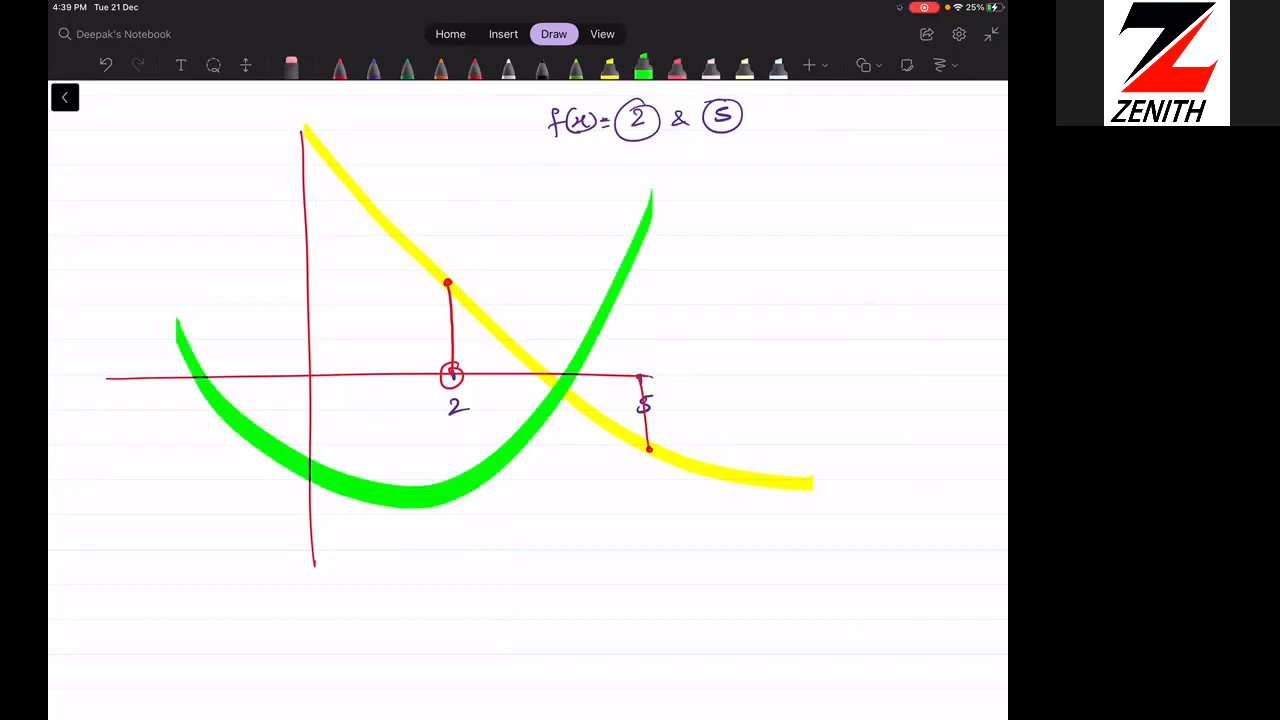 4:39 PM Tue 21 Dec
25%
Deepak's Notebook
Home Insert Draw View
ZENITH
f(x)= 2 & 5
2
5